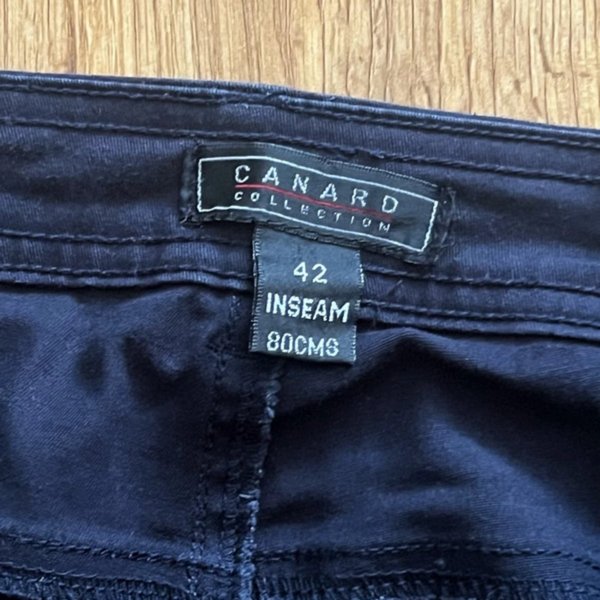 CANARD
COLLECTION
42
INSEAM
80CMS